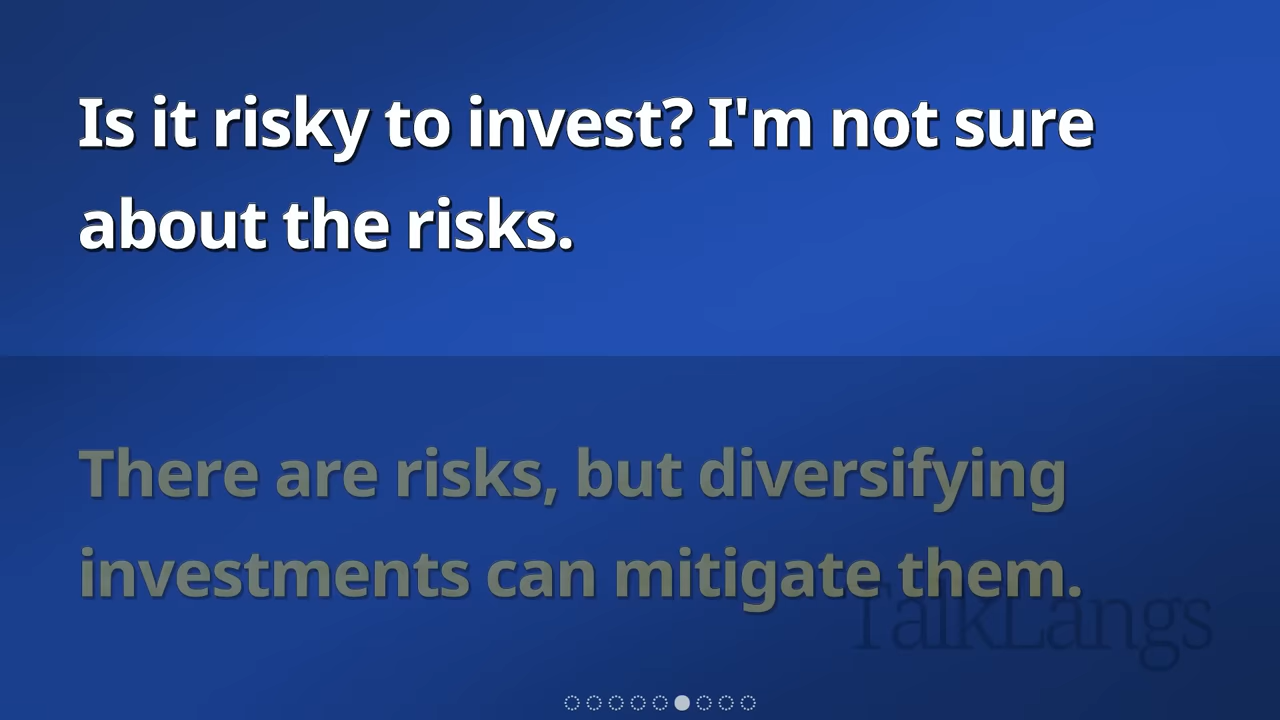 Is it risky to invest? I'm not sure
about the risks.
There are risks, but diversifying
investments can mitigate them.
TalkLangs